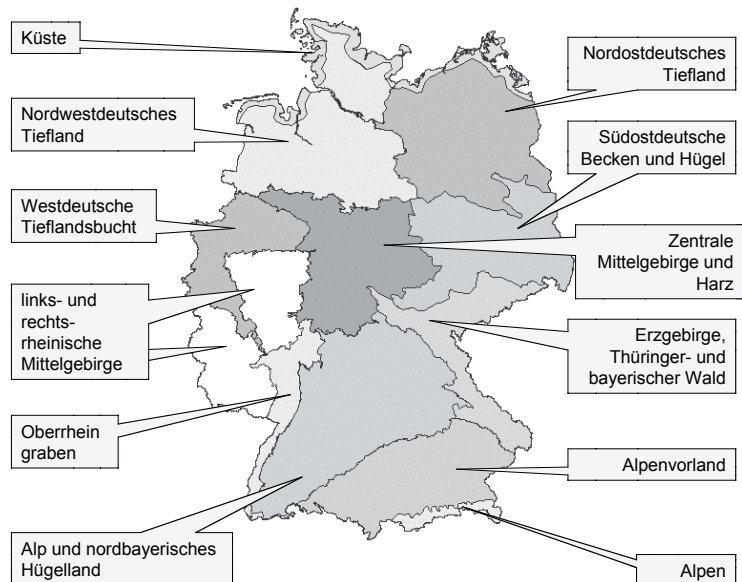 Küste
Nordwestdeutsches
Tiefland
Westdeutsche
Tieflandsbucht
links- und
rechts-
rheinische
Mittelgebirge
Oberrhein
graben
Alp und nordbayerisches
Hügelland
Nordostdeutsches
Tiefland
Südostdeutsche
Becken und Hügel
Zentrale
Mittelgebirge und
Harz
Erzgebirge,
Thüringer- und
bayerischer Wald
Alpenvorland
Alpen